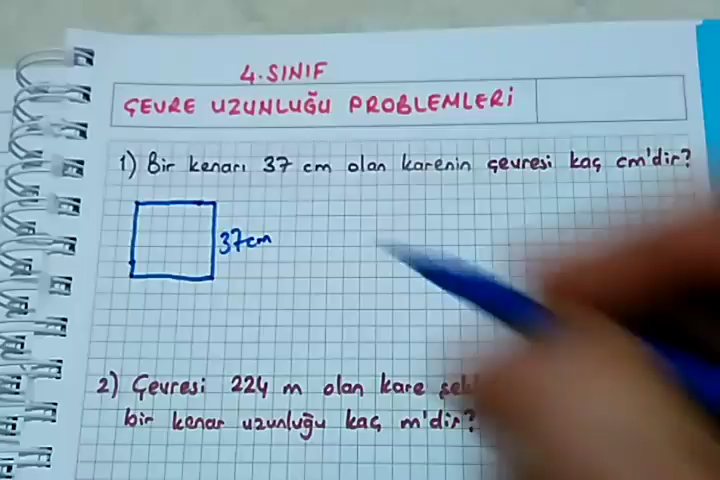 4. SINIF
ÇEVRE UZUNLUĞU PROBLEMLERİ
1) Bir kenarı 37 cm olan karenin çevresi kaç cm'dir?
37cm
2) Çevresi 224 m olan kare
bir kenar uzunluğu kaç m'dir?